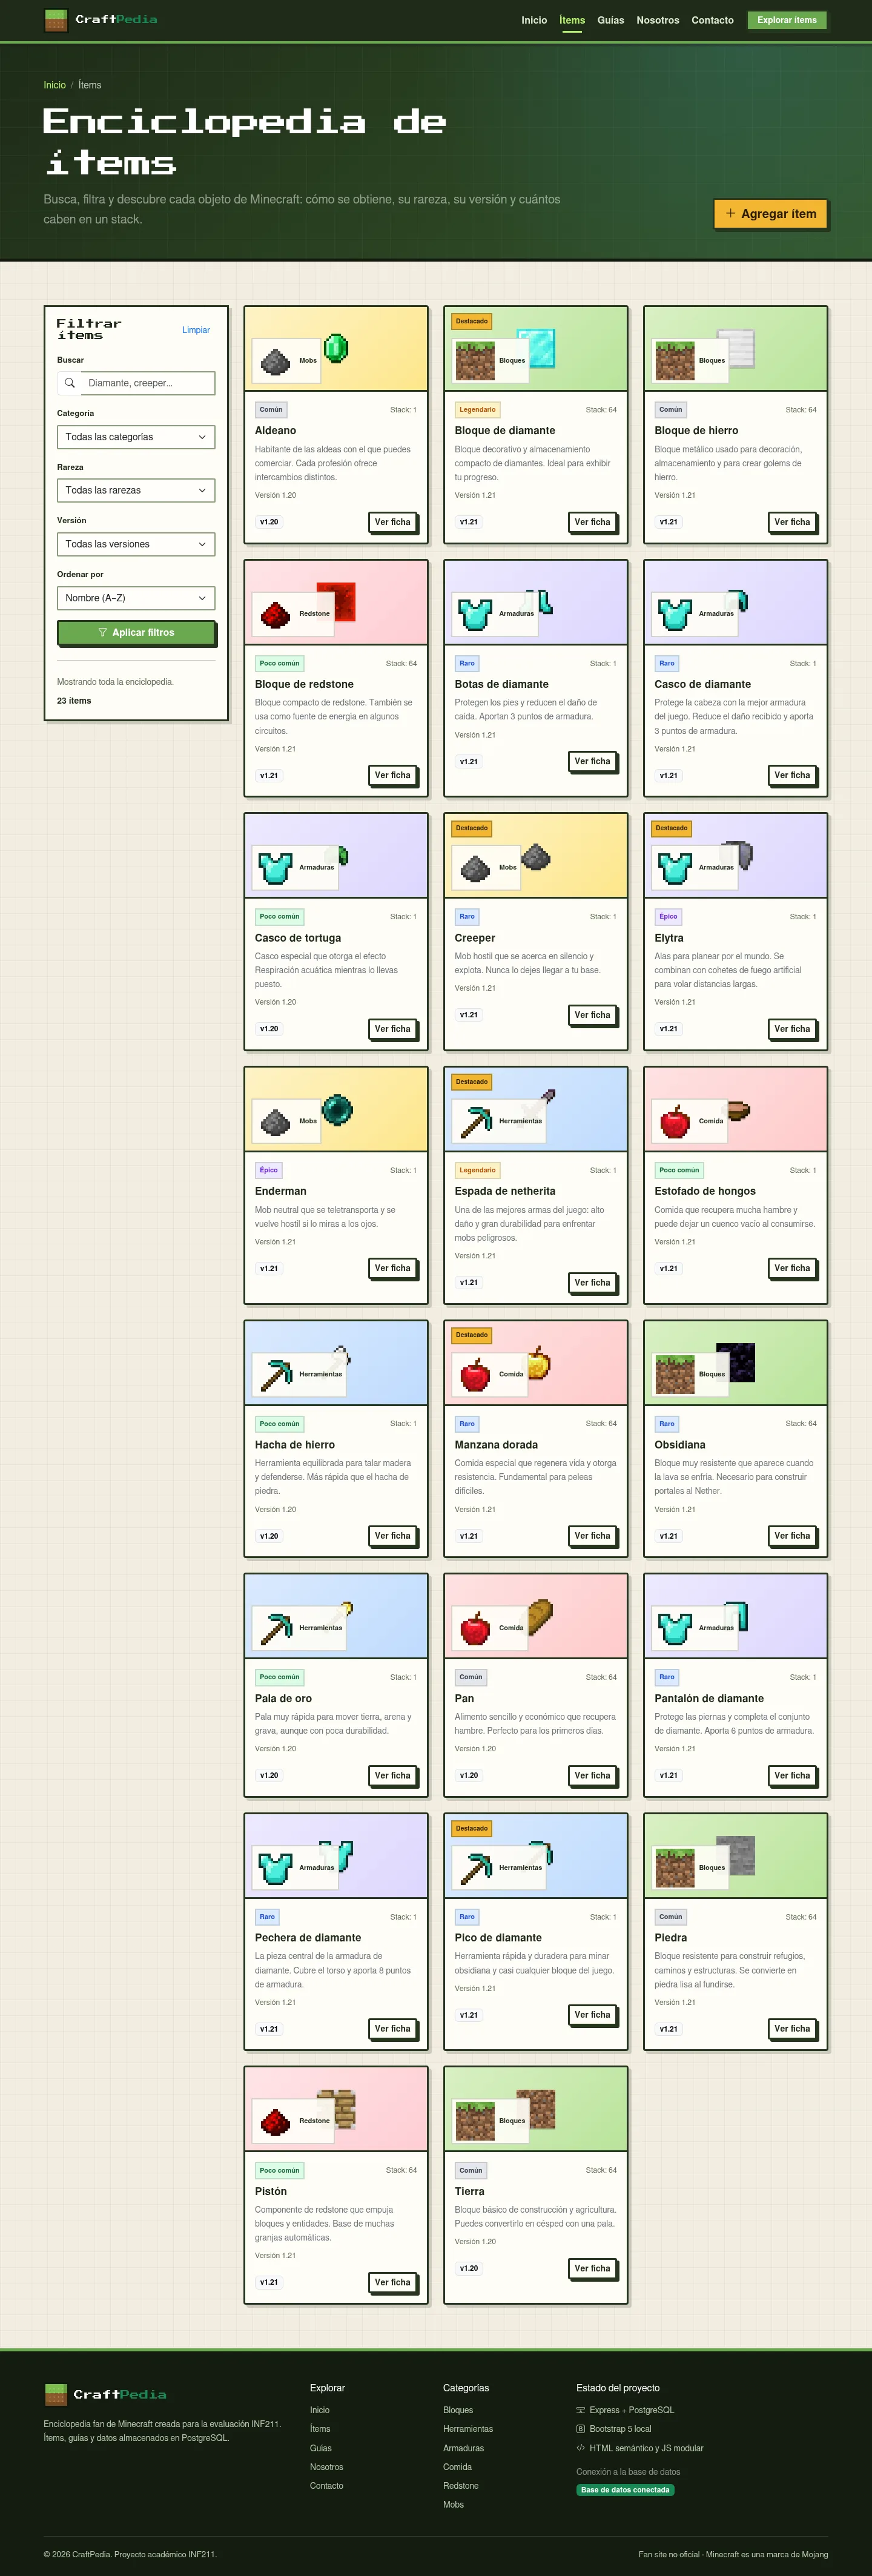 CraftPedia
Inicio Ítems Guías Nosotros Contacto Explorar ítems
Inicio / Ítems
Enciclopedia de
ítems
Busca, filtra y descubre cada objeto de Minecraft: cómo se obtiene, su rareza, su versión y cuántos
caben en un stack.
Agregar ítem
Filtrar
ítems
Limpiar
Buscar
Diamante, creeper...
Categoría
Todas las categorías
Rareza
Todas las rarezas
Versión
Todas las versiones
Ordenar por
Nombre (A–Z)
Aplicar filtros
Mostrando toda la enciclopedia.
23 ítems
Mobs
Común Stack: 1
Aldeano
Habitante de las aldeas con el que puedes
comerciar. Cada profesión ofrece
intercambios distintos.
Versión 1.20
v1.20 Ver ficha
Destacado
Bloques
Legendario Stack: 64
Bloque de diamante
Bloque decorativo y almacenamiento
compacto de diamantes. Ideal para exhibir
tu progreso.
Versión 1.21
v1.21 Ver ficha
Bloques
Común Stack: 64
Bloque de hierro
Bloque metálico usado para decoración,
almacenamiento y para crear golems de
hierro.
Versión 1.21
v1.21 Ver ficha
Redstone
Poco común Stack: 64
Bloque de redstone
Bloque compacto de redstone. También se
usa como fuente de energía en algunos
circuitos.
Versión 1.21
v1.21 Ver ficha
Armaduras
Raro Stack: 1
Botas de diamante
Protegen los pies y reducen el daño de
caída. Aportan 3 puntos de armadura.
Versión 1.21
v1.21 Ver ficha
Armaduras
Raro Stack: 1
Casco de diamante
Protege la cabeza con la mejor armadura
del juego. Reduce el daño recibido y aporta
3 puntos de armadura.
Versión 1.21
v1.21 Ver ficha
Armaduras
Poco común Stack: 1
Casco de tortuga
Casco especial que otorga el efecto
Respiración acuática mientras lo llevas
puesto.
Versión 1.20
v1.20 Ver ficha
Destacado
Mobs
Raro Stack: 1
Creeper
Mob hostil que se acerca en silencio y
explota. Nunca lo dejes llegar a tu base.
Versión 1.21
v1.21 Ver ficha
Destacado
Armaduras
Épico Stack: 1
Elytra
Alas para planear por el mundo. Se
combinan con cohetes de fuego artificial
para volar distancias largas.
Versión 1.21
v1.21 Ver ficha
Mobs
Épico Stack: 1
Enderman
Mob neutral que se teletransporta y se
vuelve hostil si lo miras a los ojos.
Versión 1.21
v1.21 Ver ficha
Destacado
Herramientas
Legendario Stack: 1
Espada de netherita
Una de las mejores armas del juego: alto
daño y gran durabilidad para enfrentar
mobs peligrosos.
Versión 1.21
v1.21 Ver ficha
Comida
Poco común Stack: 1
Estofado de hongos
Comida que recupera mucha hambre y
puede dejar un cuenco vacío al consumirse.
Versión 1.21
v1.21 Ver ficha
Herramientas
Poco común Stack: 1
Hacha de hierro
Herramienta equilibrada para talar madera
y defenderse. Más rápida que el hacha de
piedra.
Versión 1.20
v1.20 Ver ficha
Destacado
Comida
Raro Stack: 64
Manzana dorada
Comida especial que regenera vida y otorga
resistencia. Fundamental para peleas
difíciles.
Versión 1.21
v1.21 Ver ficha
Bloques
Raro Stack: 64
Obsidiana
Bloque muy resistente que aparece cuando
la lava se enfría. Necesario para construir
portales al Nether.
Versión 1.21
v1.21 Ver ficha
Herramientas
Poco común Stack: 1
Pala de oro
Pala muy rápida para mover tierra, arena y
grava, aunque con poca durabilidad.
Versión 1.20
v1.20 Ver ficha
Comida
Común Stack: 64
Pan
Alimento sencillo y económico que recupera
hambre. Perfecto para los primeros días.
Versión 1.20
v1.20 Ver ficha
Armaduras
Raro Stack: 1
Pantalón de diamante
Protege las piernas y completa el conjunto
de diamante. Aporta 6 puntos de armadura.
Versión 1.21
v1.21 Ver ficha
Armaduras
Raro Stack: 1
Pechera de diamante
La pieza central de la armadura de
diamante. Cubre el torso y aporta 8 puntos
de armadura.
Versión 1.21
v1.21 Ver ficha
Destacado
Herramientas
Raro Stack: 1
Pico de diamante
Herramienta rápida y duradera para minar
obsidiana y casi cualquier bloque del juego.
Versión 1.21
v1.21 Ver ficha
Bloques
Común Stack: 64
Piedra
Bloque resistente para construir refugios,
caminos y estructuras. Se convierte en
piedra lisa al fundirse.
Versión 1.21
v1.21 Ver ficha
Redstone
Poco común Stack: 64
Pistón
Componente de redstone que empuja
bloques y entidades. Base de muchas
granjas automáticas.
Versión 1.21
v1.21 Ver ficha
Bloques
Común Stack: 64
Tierra
Bloque básico de construcción y agricultura.
Puedes convertirlo en césped con una pala.
Versión 1.20
v1.20 Ver ficha
CraftPedia
Enciclopedia fan de Minecraft creada para la evaluación INF211.
Ítems, guías y datos almacenados en PostgreSQL.
Explorar
Inicio
Ítems
Guías
Nosotros
Contacto
Categorías
Bloques
Herramientas
Armaduras
Comida
Redstone
Mobs
Estado del proyecto
Express + PostgreSQL
Bootstrap 5 local
HTML semántico y JS modular
Conexión a la base de datos
Base de datos conectada
© 2026 CraftPedia. Proyecto académico INF211.
Fan site no oficial · Minecraft es una marca de Mojang